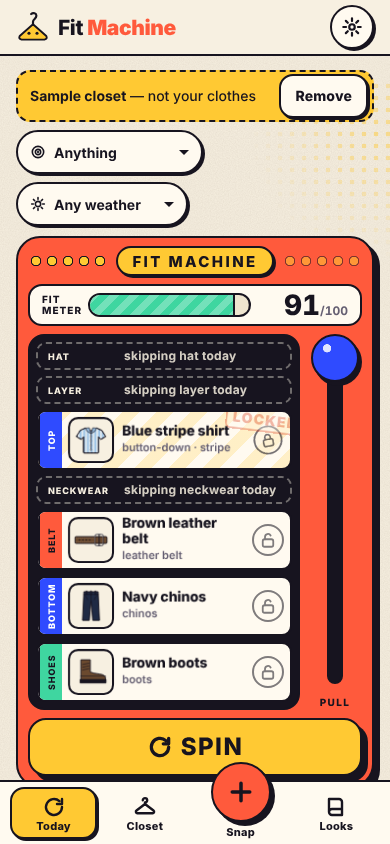 Fit Machine
Sample closet — not your clothes
Remove
Anything
Any weather
FIT MACHINE
FIT
METER
91/100
HAT
skipping hat today
LAYER
skipping layer today
TOP
Blue stripe shirt
button-down · stripe
LOCKED
NECKWEAR
skipping neckwear today
BELT
Brown leather
belt
leather belt
BOTTOM
Navy chinos
chinos
SHOES
Brown boots
boots
PULL
SPIN
Today
Closet
Snap
Looks